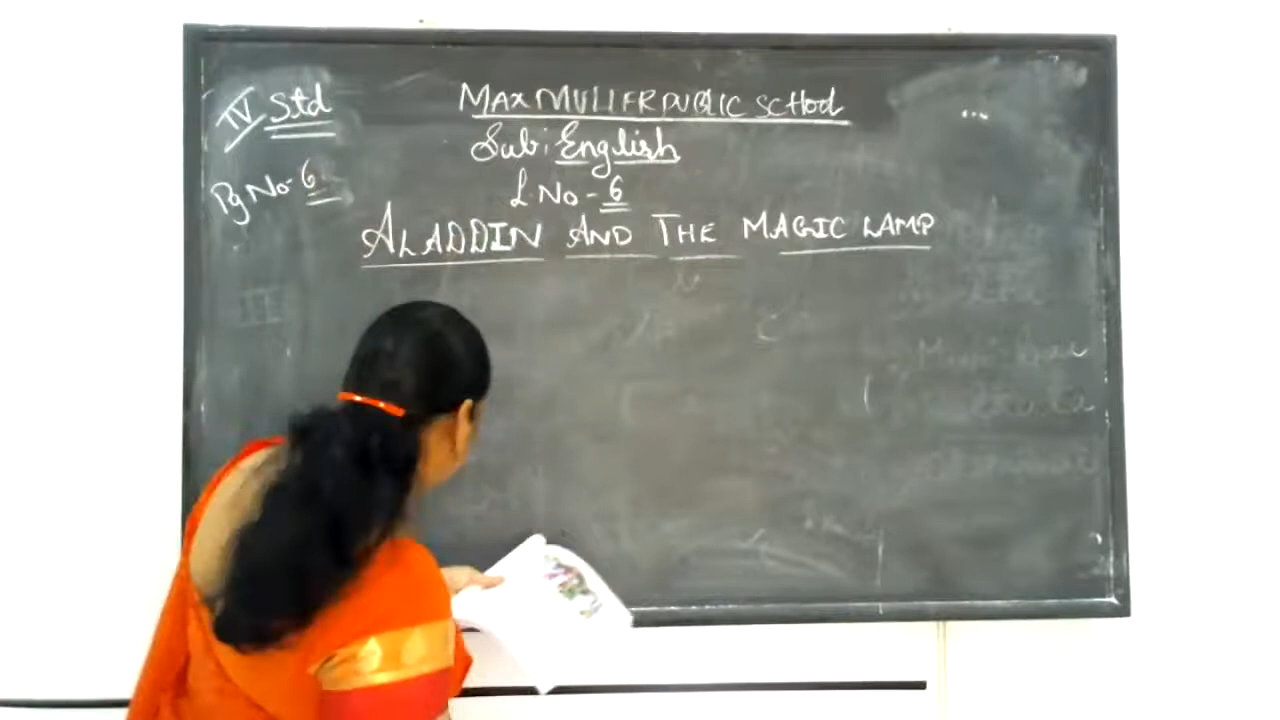 IV Std
MAX MULLER PUBLIC SCHOOL
Sub: English
Pg No-6
L.No-6
ALADDIN AND THE MAGIC LAMP